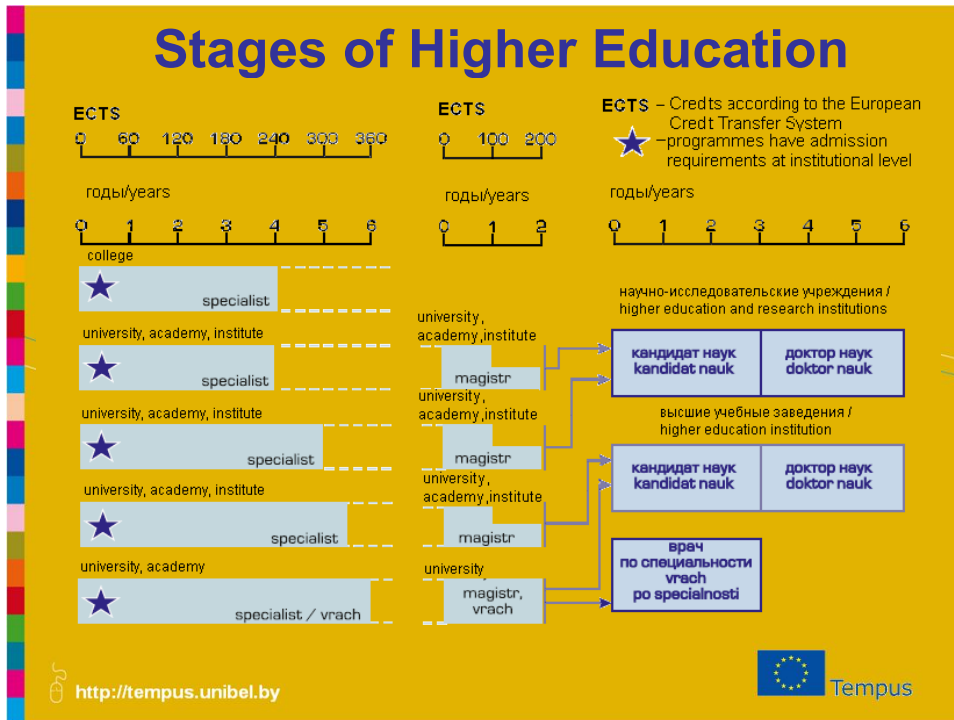 Stages of Higher Education
ECTS
0 60 120 180 240 300 360
ECTS
0 100 200
ECTS – Credits according to the European
Credit Transfer System
– programmes have admission
requirements at institutional level
годы/years
0 1 2 3 4 5 6
годы/years
0 1 2
годы/years
0 1 2 3 4 5 6
college
specialist
university, academy, institute
specialist
university, academy, institute
specialist
university, academy, institute
specialist
university, academy
specialist / vrach
university,
academy,institute
magistr
university,
academy,institute
magistr
university,
academy,institute
magistr
university
magistr,
vrach
научно-исследовательские учреждения /
higher education and research institutions
кандидат наук
kandidat nauk
доктор наук
doktor nauk
высшие учебные заведения /
higher education institution
кандидат наук
kandidat nauk
доктор наук
doktor nauk
врач
по специальности
vrach
po specialnosti
http://tempus.unibel.by
Tempus